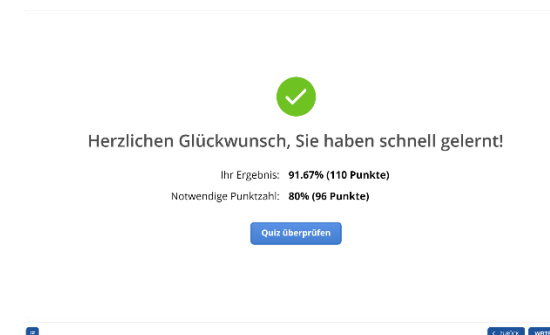 Herzlichen Glückwunsch, Sie haben schnell gelernt!
Ihr Ergebnis: 91.67% (110 Punkte)
Notwendige Punktzahl: 80% (96 Punkte)
Quiz überprüfen
ZURÜCK